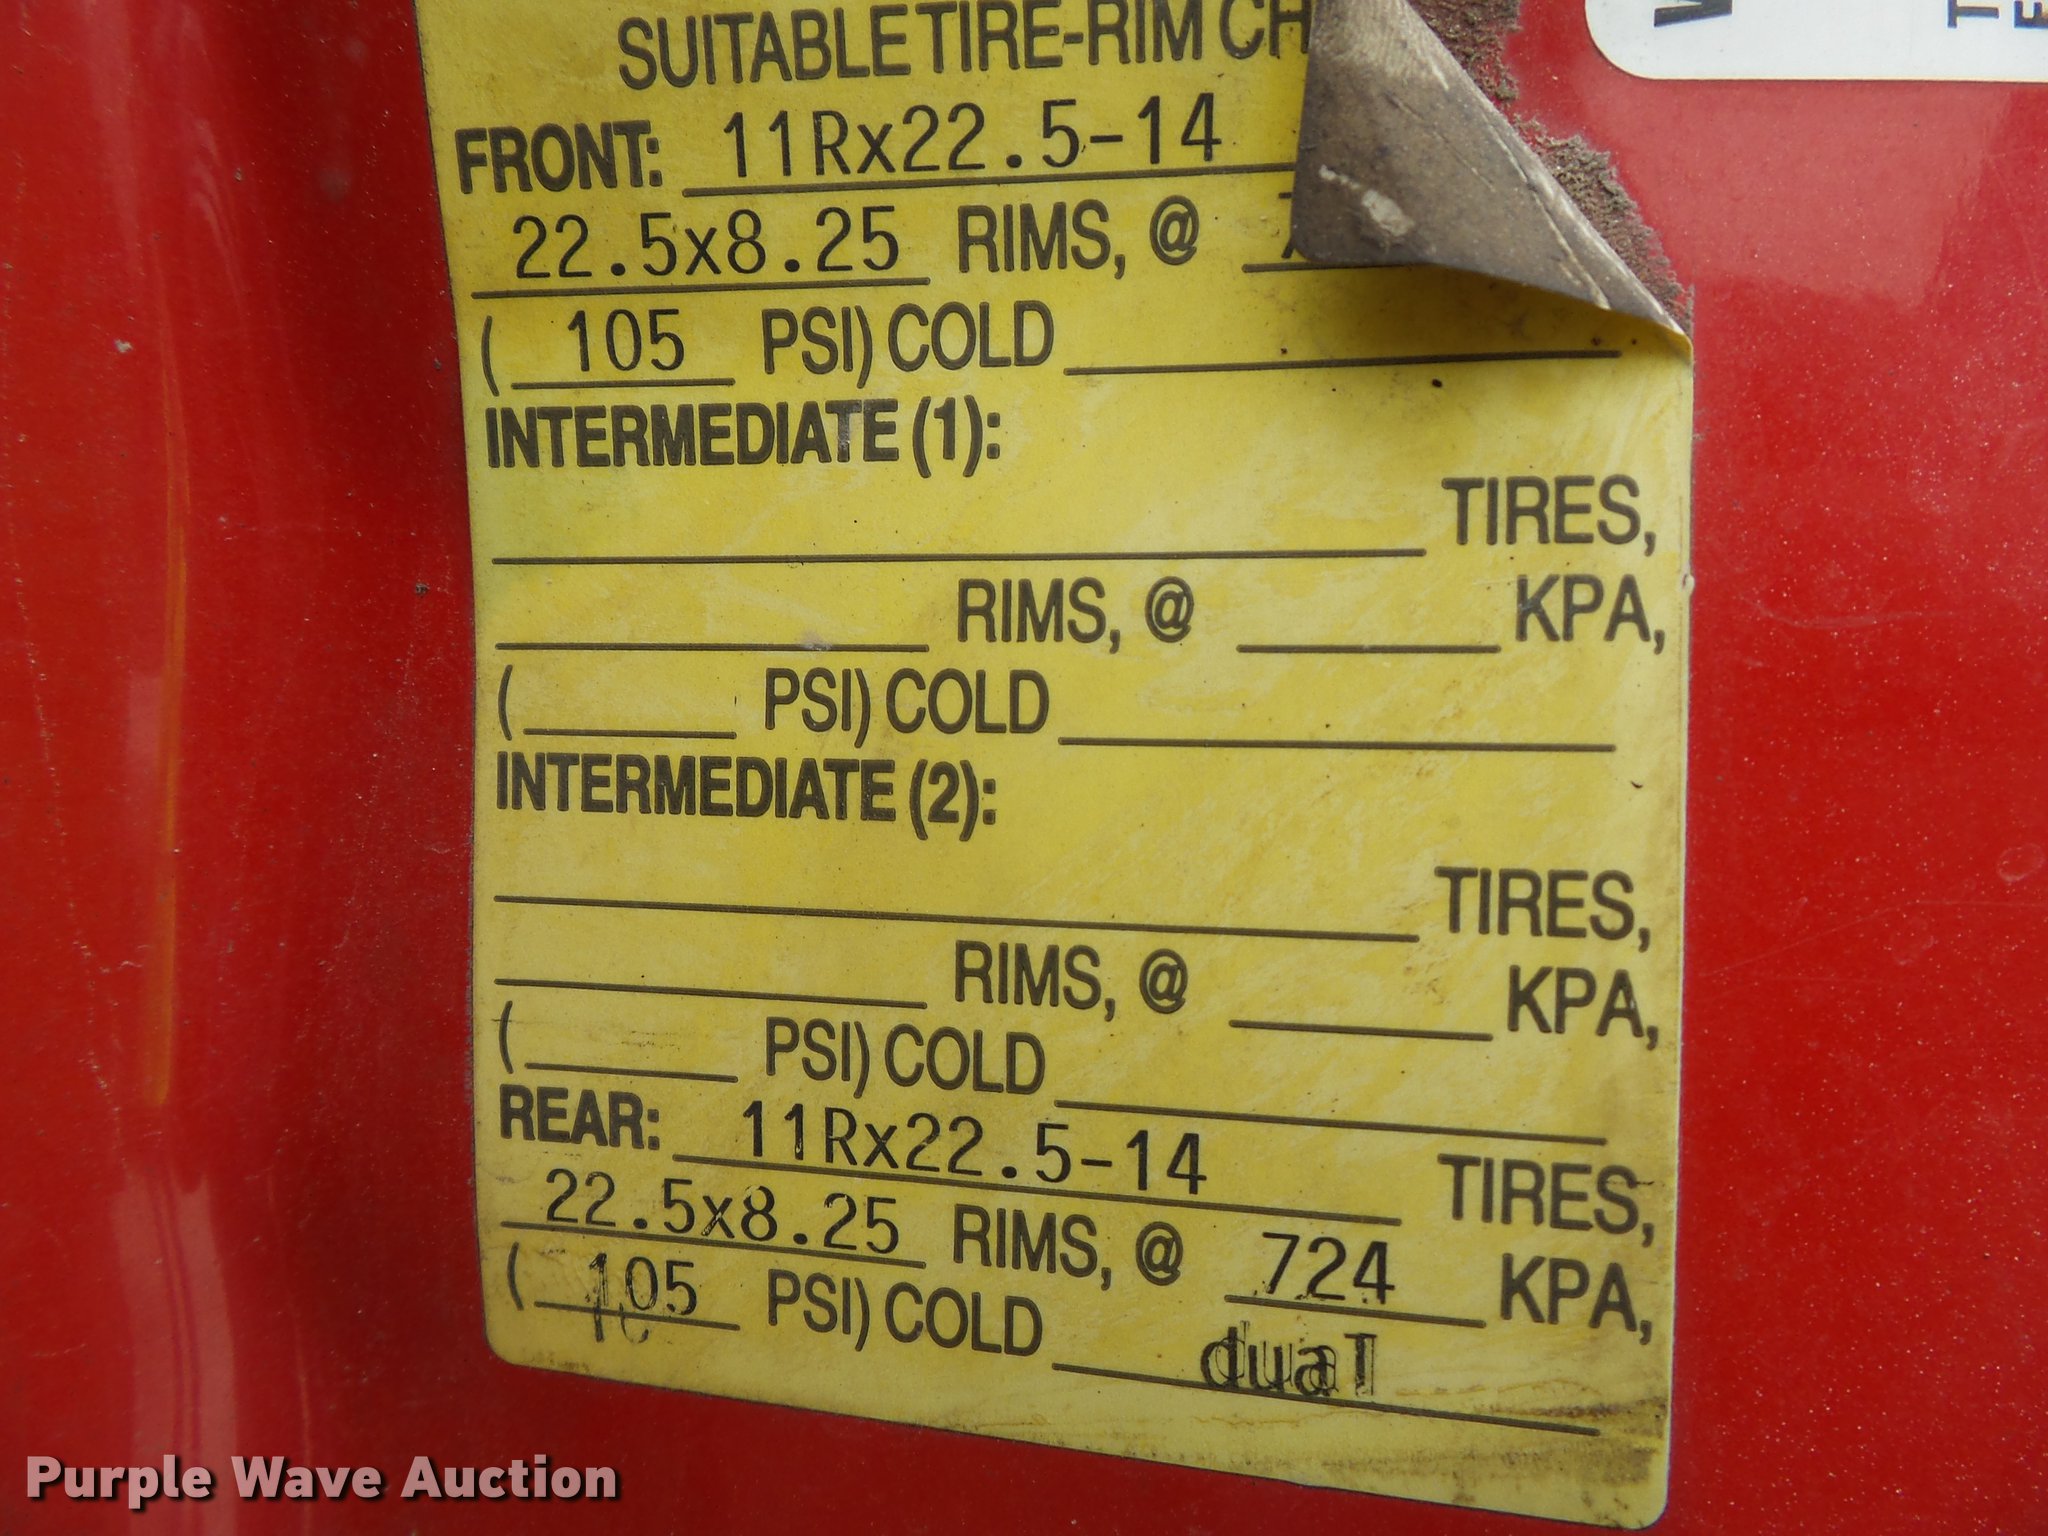 SUITABLE TIRE-RIM CH
FRONT: 11Rx22.5-14
22.5x8.25 RIMS, @
( 105 PSI) COLD
INTERMEDIATE (1):
TIRES,
RIMS, @ KPA,
( PSI) COLD
INTERMEDIATE (2):
TIRES,
RIMS, @ KPA,
( PSI) COLD
REAR: 11Rx22.5-14 TIRES,
22.5x8.25 RIMS, @ 724 KPA,
( 105 PSI) COLD dual
Purple Wave Auction